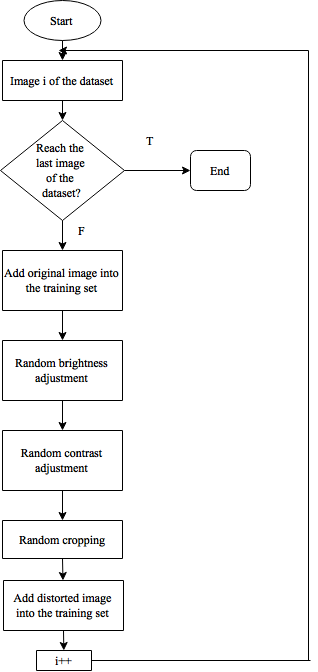 Start
Image i of the dataset
Reach the
last image
of the
dataset?
T
End
F
Add original image into
the training set
Random brightness
adjustment
Random contrast
adjustment
Random cropping
Add distorted image
into the training set
i++